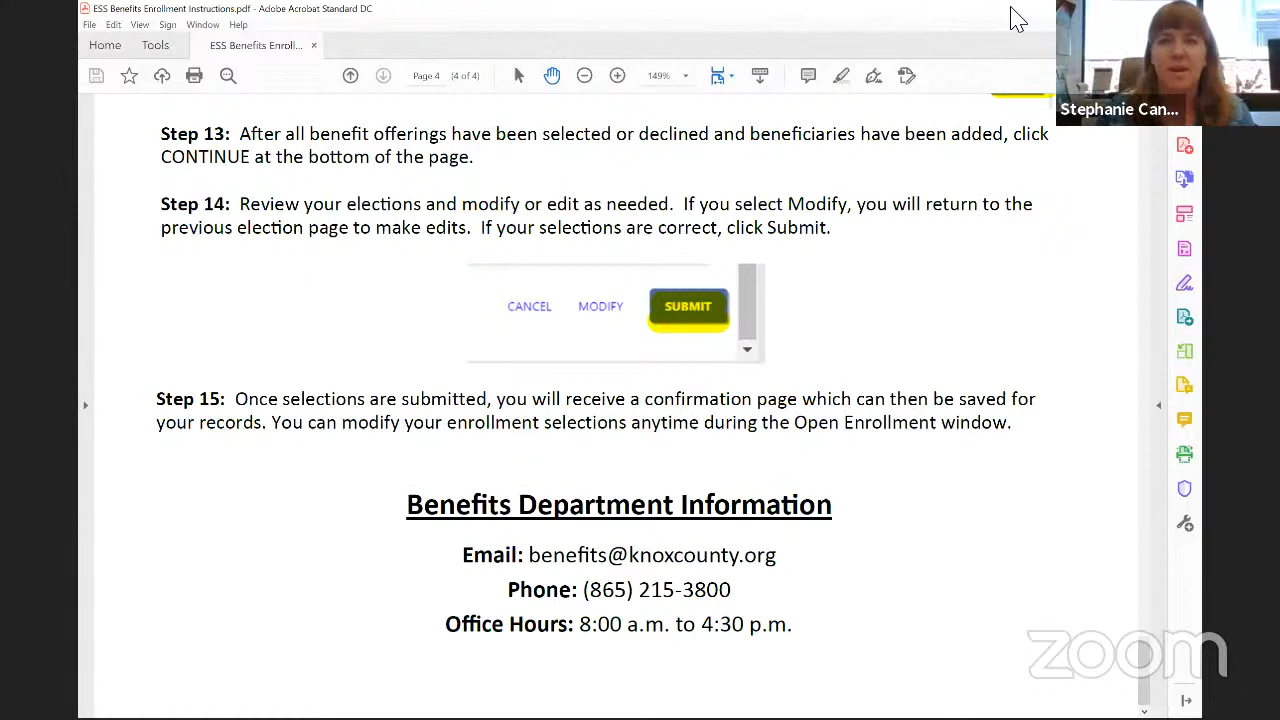 ESS Benefits Enrollment Instructions.pdf - Adobe Acrobat Standard DC
File Edit View Sign Window Help
Home Tools ESS Benefits Enroll... ×
Page 4 (4 of 4) 149%
Stephanie Can...
Step 13: After all benefit offerings have been selected or declined and beneficiaries have been added, click
CONTINUE at the bottom of the page.
Step 14: Review your elections and modify or edit as needed. If you select Modify, you will return to the
previous election page to make edits. If your selections are correct, click Submit.
CANCEL MODIFY SUBMIT
Step 15: Once selections are submitted, you will receive a confirmation page which can then be saved for
your records. You can modify your enrollment selections anytime during the Open Enrollment window.
Benefits Department Information
Email: benefits@knoxcounty.org
Phone: (865) 215-3800
Office Hours: 8:00 a.m. to 4:30 p.m.
zoom